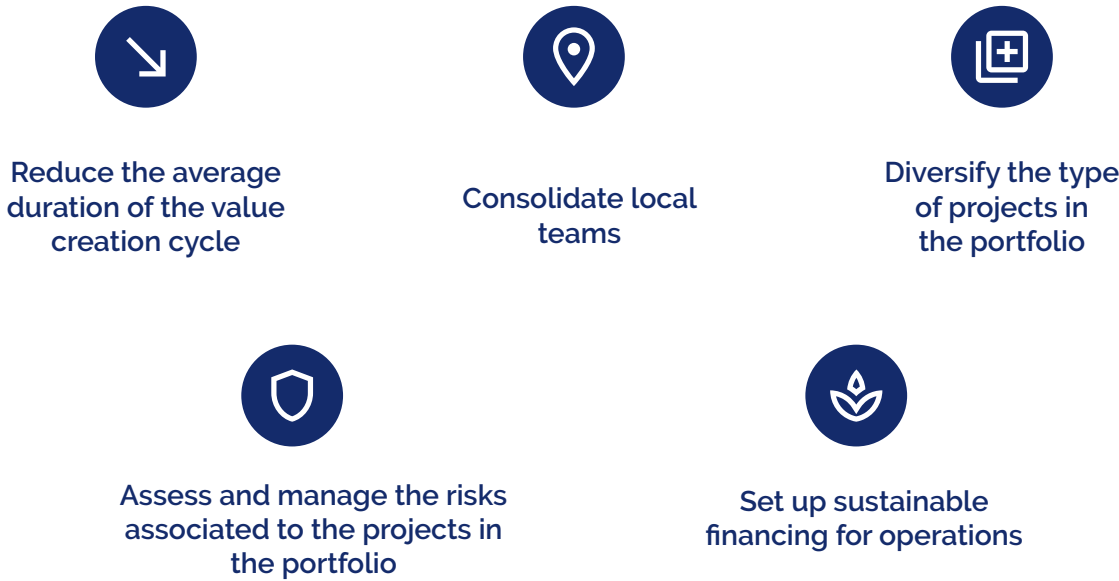 Reduce the average
duration of the value
creation cycle
Consolidate local
teams
Diversify the type
of projects in
the portfolio
Assess and manage the risks
associated to the projects in
the portfolio
Set up sustainable
financing for operations